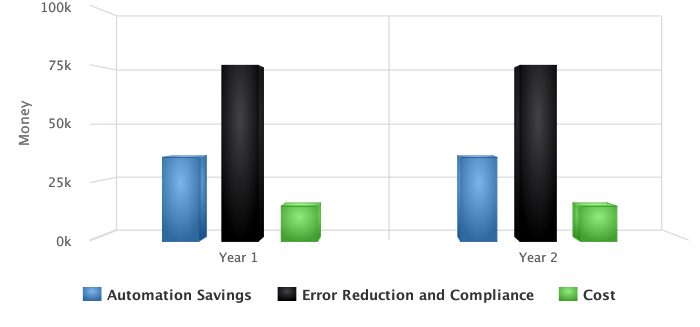 100k
75k
50k
25k
0k
Money
Year 1
Year 2
Automation Savings
Error Reduction and Compliance
Cost